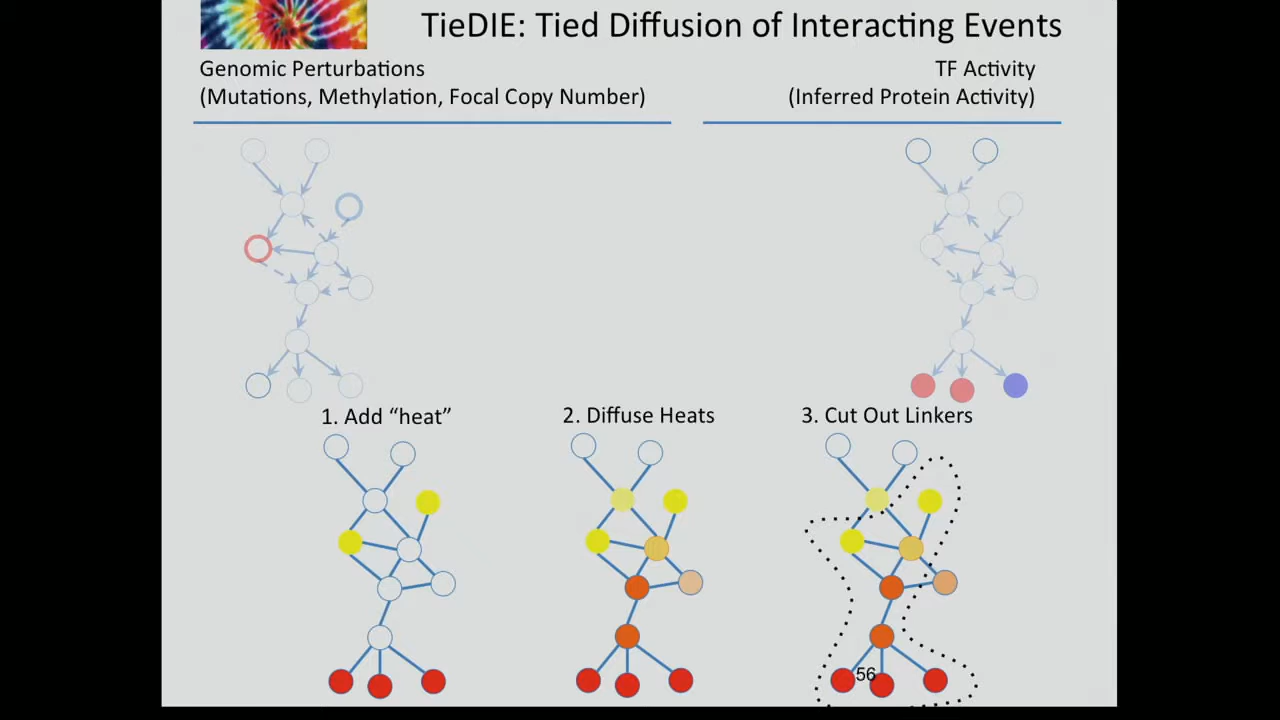 TieDIE: Tied Diffusion of Interacting Events
Genomic Perturbations
(Mutations, Methylation, Focal Copy Number)
TF Activity
(Inferred Protein Activity)
1. Add “heat”
2. Diffuse Heats
3. Cut Out Linkers
56